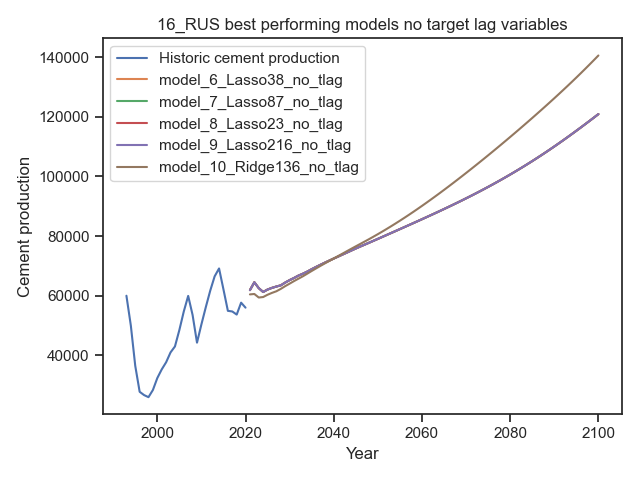 16_RUS best performing models no target lag variables
Historic cement production
model_6_Lasso38_no_tlag
model_7_Lasso87_no_tlag
model_8_Lasso23_no_tlag
model_9_Lasso216_no_tlag
model_10_Ridge136_no_tlag
Cement production
140000
120000
100000
80000
60000
40000
2000
2020
2040
2060
2080
2100
Year